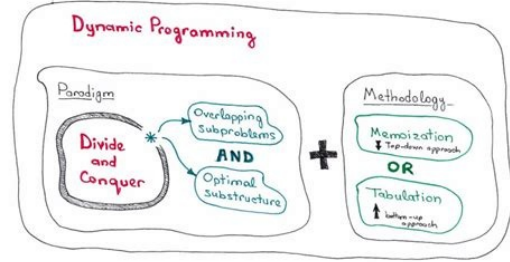 Dynamic Programming
Paradigm
Divide
and
Conquer
*
Overlapping
subproblems
AND
Optimal
substructure
+
Methodology
Memoization
Top-down approach
OR
Tabulation
bottom-up
approach